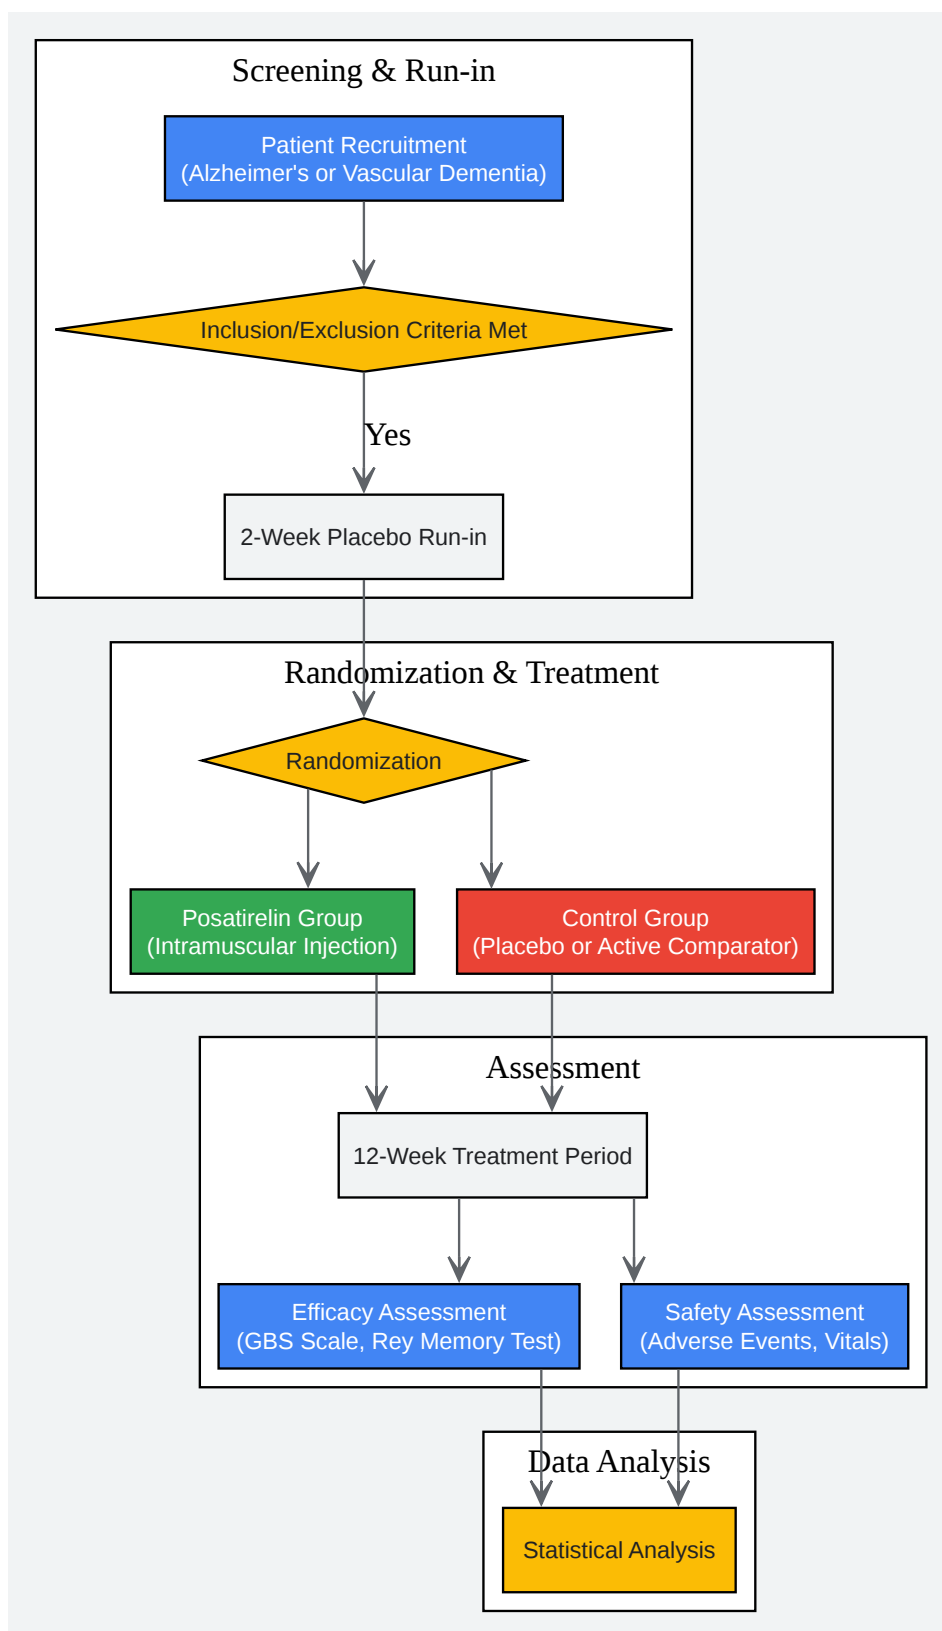 Screening & Run-in
Patient Recruitment
(Alzheimer's or Vascular Dementia)
Inclusion/Exclusion Criteria Met
Yes
2-Week Placebo Run-in
Randomization & Treatment
Randomization
Posatirelin Group
(Intramuscular Injection)
Control Group
(Placebo or Active Comparator)
Assessment
12-Week Treatment Period
Efficacy Assessment
(GBS Scale, Rey Memory Test)
Safety Assessment
(Adverse Events, Vitals)
Data Analysis
Statistical Analysis